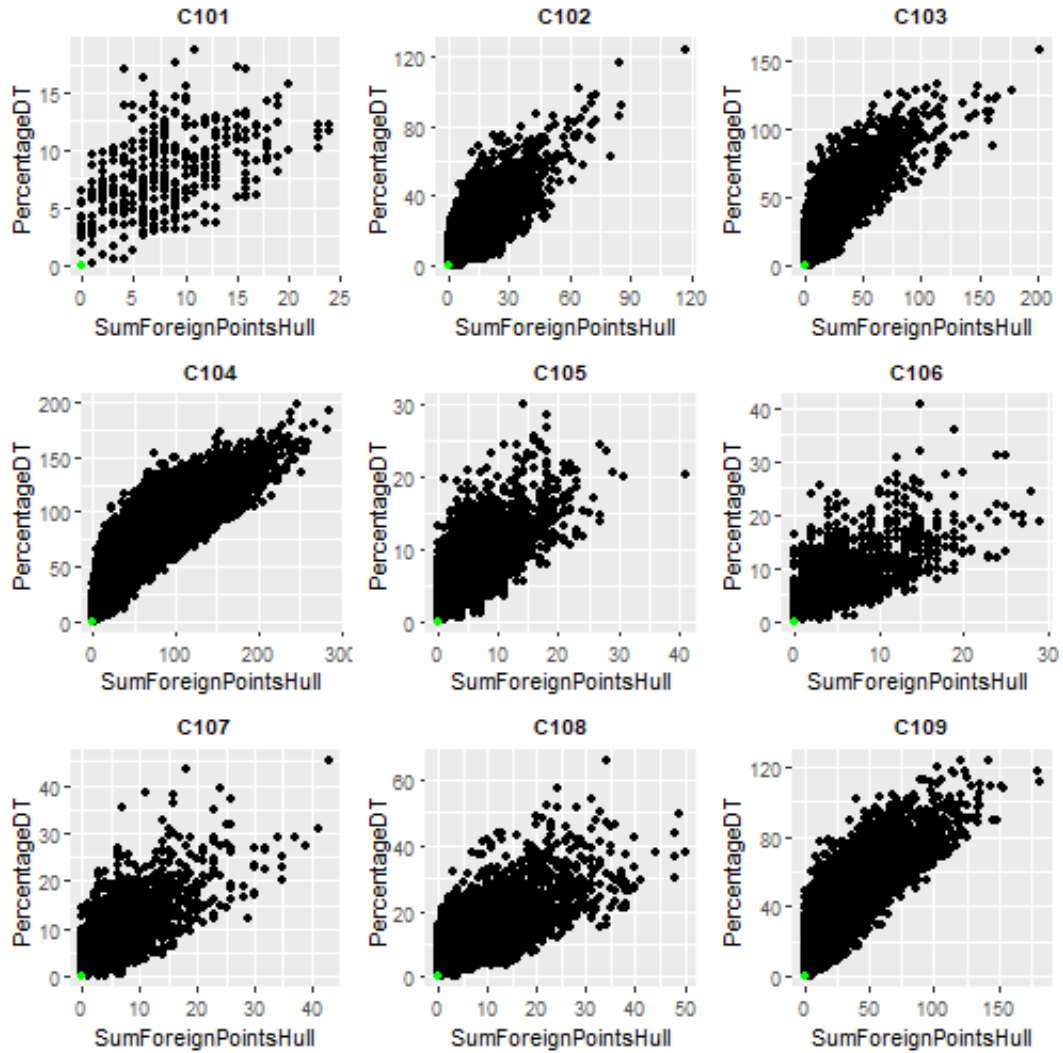 C101 C102 C103
PercentageDT 15 10 5 0 PercentageDT 120 80 40 0 PercentageDT 150 100 50 0
0 5 10 15 20 25 0 30 60 90 120 0 50 100 150 200
SumForeignPointsHull SumForeignPointsHull SumForeignPointsHull
C104 C105 C106
PercentageDT 200 150 100 50 0 PercentageDT 30 20 10 0 PercentageDT 40 30 20 10 0
0 100 200 300 0 10 20 30 40 0 10 20 30
SumForeignPointsHull SumForeignPointsHull SumForeignPointsHull
C107 C108 C109
PercentageDT 40 30 20 10 0 PercentageDT 60 40 20 0 PercentageDT 120 80 40 0
0 10 20 30 40 0 10 20 30 40 50 0 50 100 150
SumForeignPointsHull SumForeignPointsHull SumForeignPointsHull